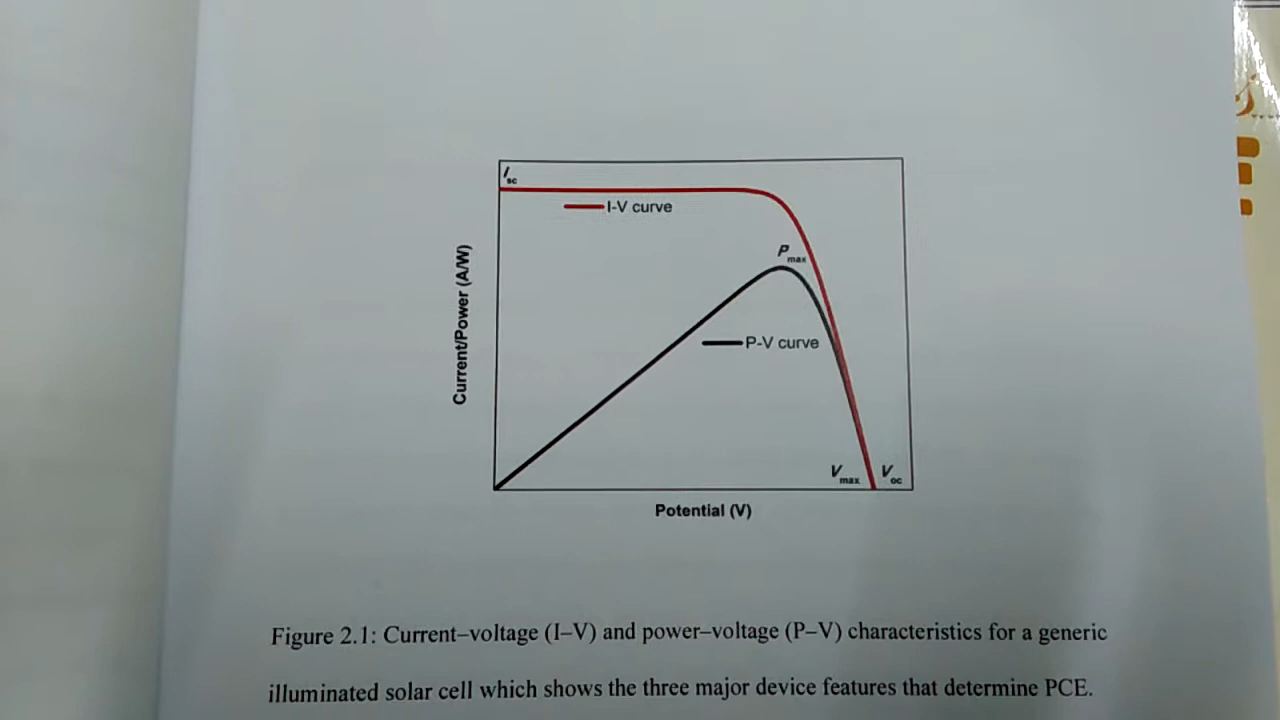 Isc
I-V curve
Pmax
Current/Power (A/W)
P-V curve
Vmax Voc
Potential (V)
Figure 2.1: Current–voltage (I–V) and power–voltage (P–V) characteristics for a generic
illuminated solar cell which shows the three major device features that determine PCE.